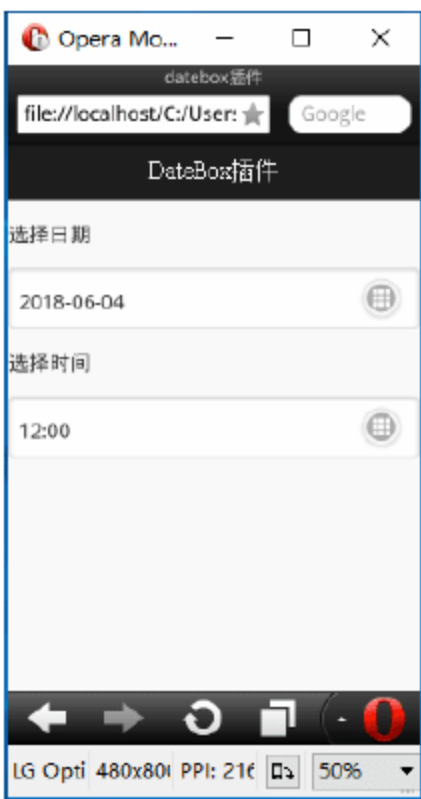 Opera Mo...
datebox插件
file://localhost/C:/User: Google
DateBox插件
选择日期
2018-06-04
选择时间
12:00
LG Opti 480x80 PPI: 216 50%